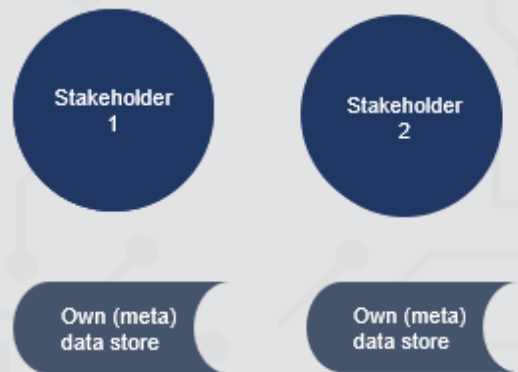 Stakeholder
1
Stakeholder
2
Own (meta)
data store
Own (meta)
data store